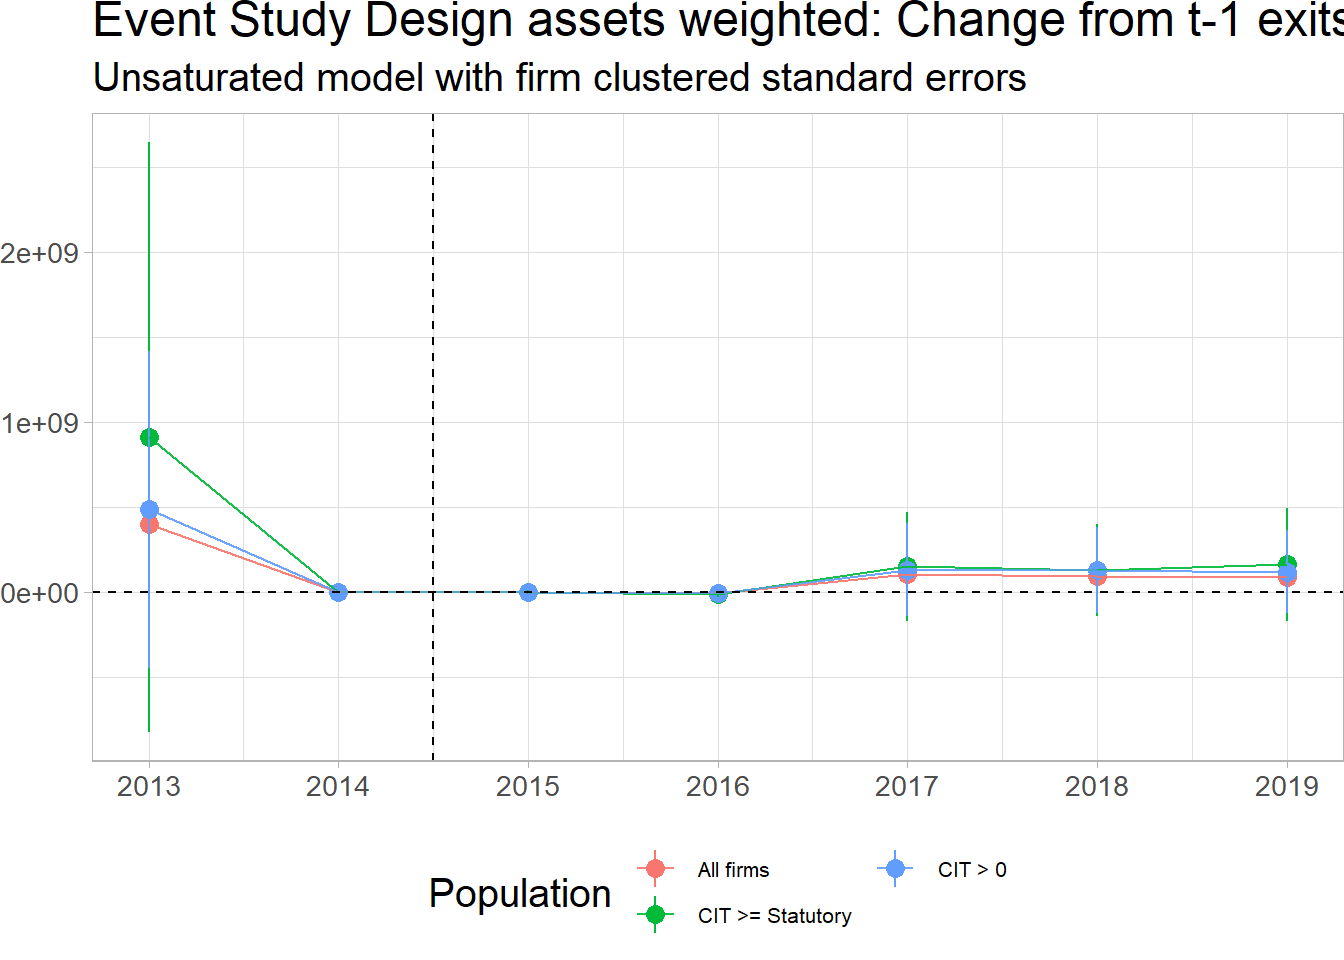 Event Study Design assets weighted: Change from t-1 exits
Unsaturated model with firm clustered standard errors
2e+09
1e+09
0e+00
2013 2014 2015 2016 2017 2018 2019
Population
All firms
CIT > 0
CIT >= Statutory